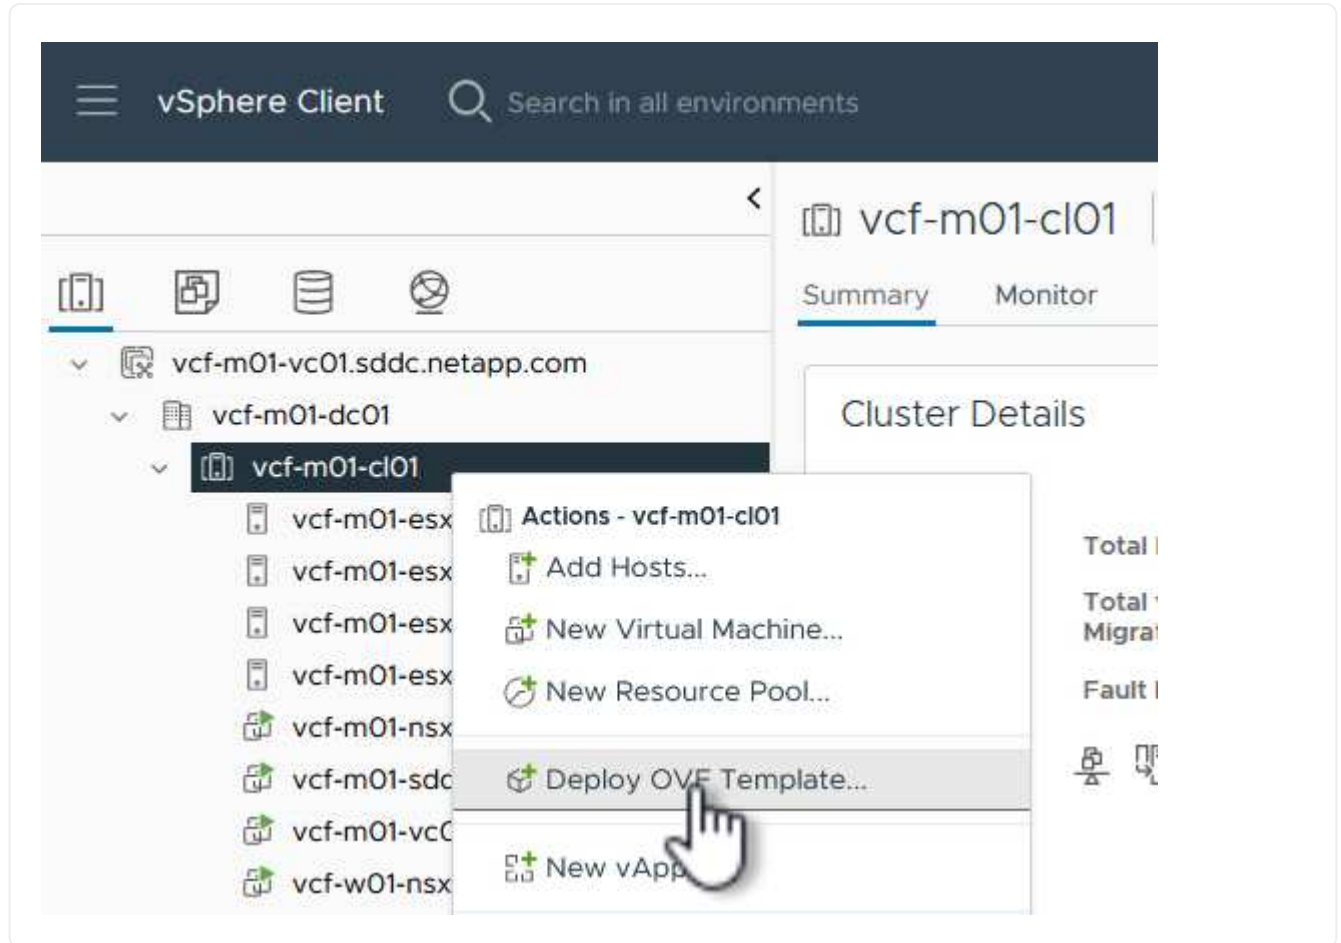 vSphere Client
Search in all environments
vcf-m01-cl01
Summary Monitor
vcf-m01-vc01.sddc.netapp.com
vcf-m01-dc01
Cluster Details
vcf-m01-cl01
vcf-m01-esx
Actions - vcf-m01-cl01
Add Hosts...
Total
vcf-m01-esx
Total
vcf-m01-esx
New Virtual Machine...
Migrat
vcf-m01-esx
New Resource Pool...
Fault
vcf-m01-nsx
vcf-m01-sdd
Deploy OVF Template...
vcf-m01-vc0
vcf-w01-nsx
New vApp